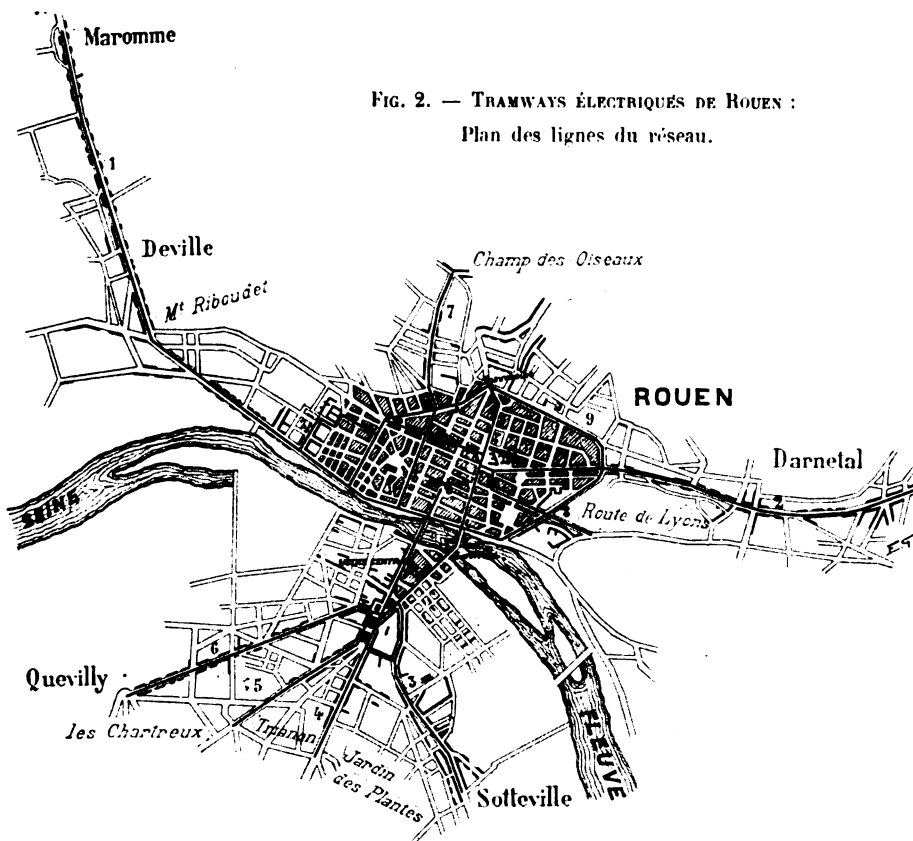 Maromme
FIG. 2. — TRAMWAYS ÉLECTRIQUES DE ROUEN :
Plan des lignes du réseau.
1
Deville
Champ des Oiseaux
Mt Riboudet
7
ROUEN
9
Darnetal
3
2
SEINE
Route de Lyons
6
Quevilly
5
3
les Chartreux
Trianon
4
Jardin
des Plantes
Sotteville
FLEUVE